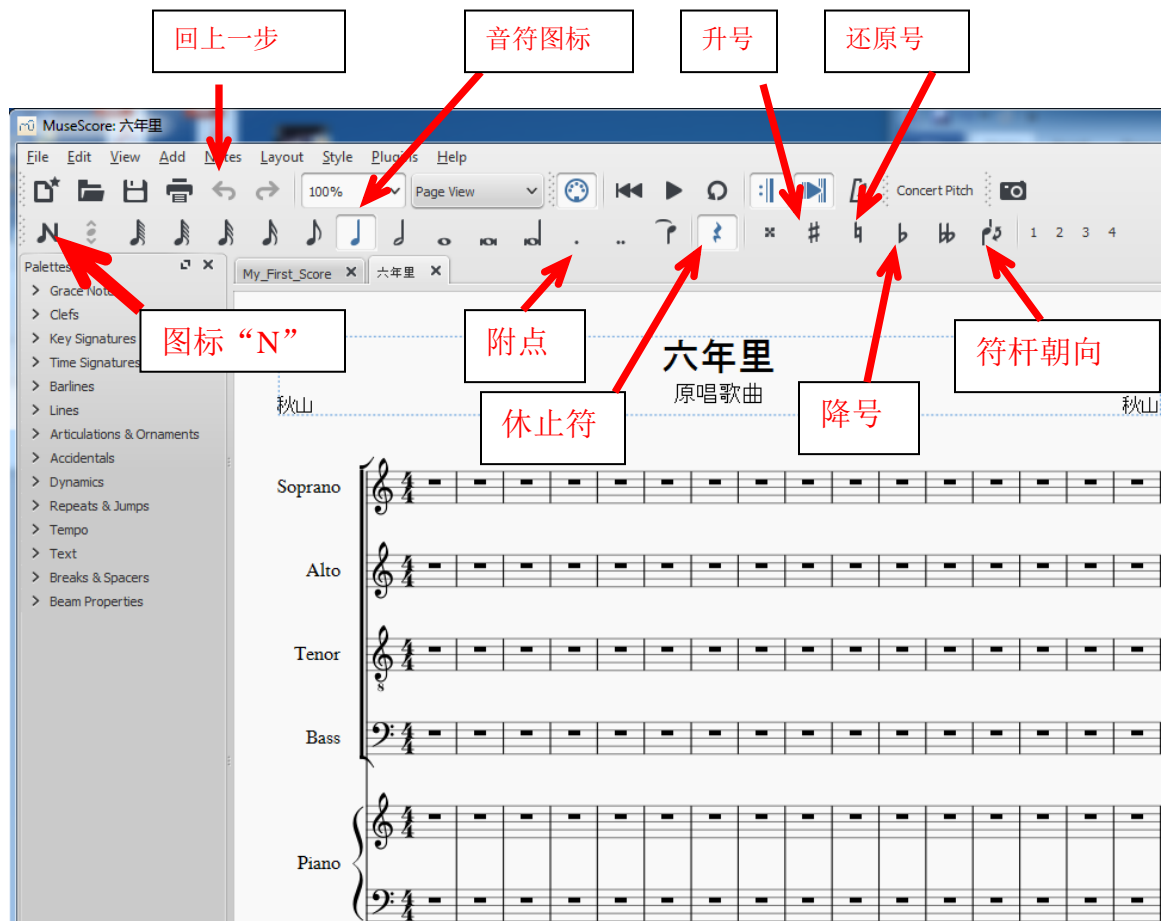 回上一步
音符图标
升号
还原号
MuseScore: 六年里
File Edit View Add Notes Layout Style Plugins Help
100% Page View Concert Pitch
1 2 3 4
Palettes
My_First_Score 六年里
Grace Notes
Clefs
Key Signatures
Time Signatures
Barlines
Lines
Articulations & Ornaments
Accidentals
Dynamics
Repeats & Jumps
Tempo
Text
Breaks & Spacers
Beam Properties
图标“N”
附点
休止符
降号
符杆朝向
六年里
原唱歌曲
秋山 秋山
Soprano
Alto
Tenor
8
Bass
Piano